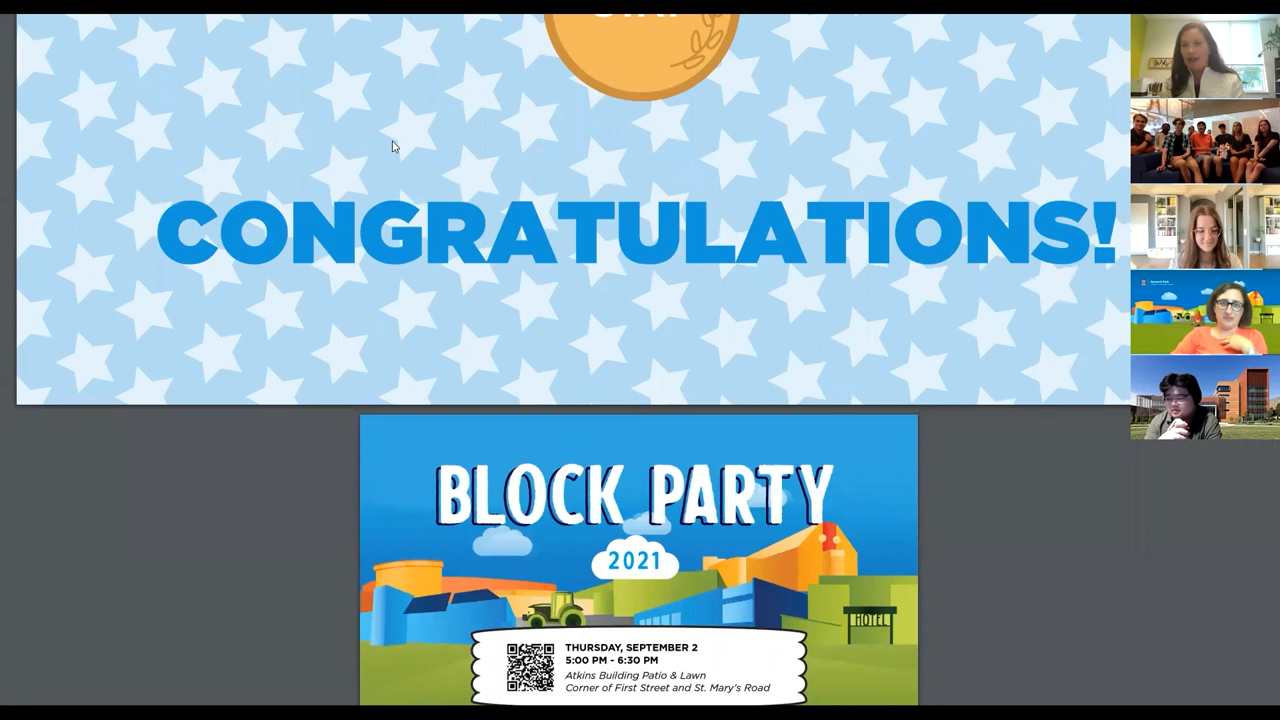 CONGRATULATIONS!
BLOCK PARTY
2021
HOTEL
THURSDAY, SEPTEMBER 2
5:00 PM - 6:30 PM
Atkins Building Patio & Lawn
Corner of First Street and St. Mary's Road